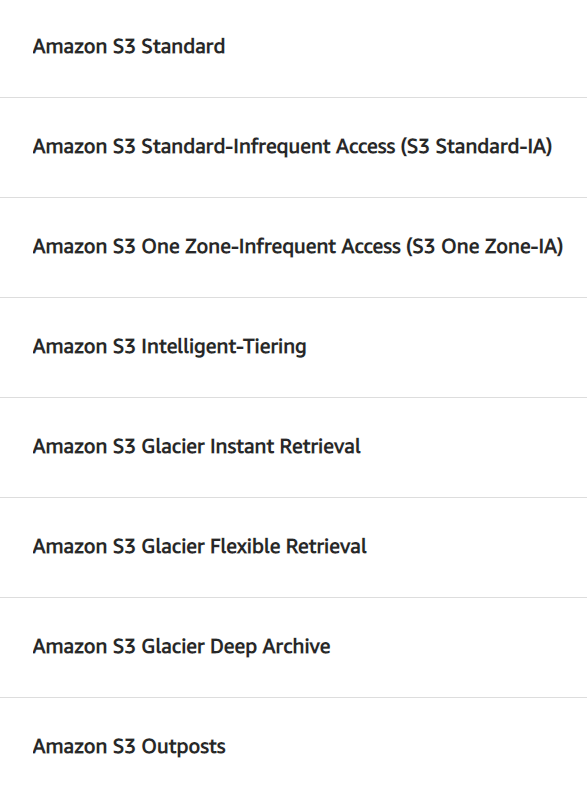 Amazon S3 Standard
Amazon S3 Standard-Infrequent Access (S3 Standard-IA)
Amazon S3 One Zone-Infrequent Access (S3 One Zone-IA)
Amazon S3 Intelligent-Tiering
Amazon S3 Glacier Instant Retrieval
Amazon S3 Glacier Flexible Retrieval
Amazon S3 Glacier Deep Archive
Amazon S3 Outposts